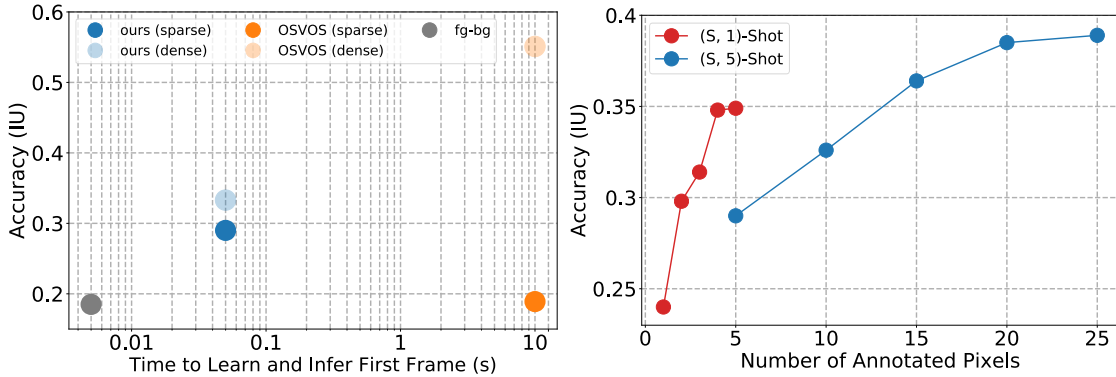 Accuracy (IU)
0.6
0.5
0.4
0.3
0.2
ours (sparse)
ours (dense)
OSVOS (sparse)
OSVOS (dense)
fg-bg
0.01
0.1
1
10
Time to Learn and Infer First Frame (s)
Accuracy (IU)
0.4
0.35
0.3
0.25
(S, 1)-Shot
(S, 5)-Shot
0
5
10
15
20
25
Number of Annotated Pixels